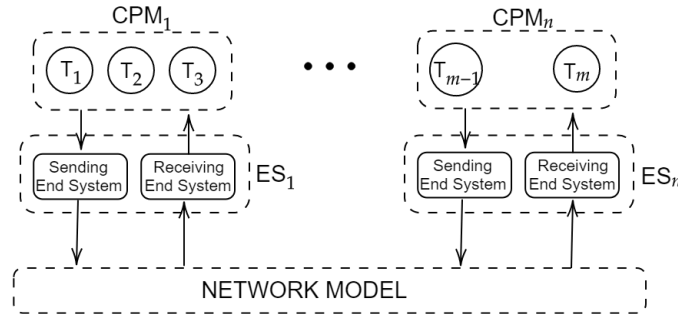 CPM₁
CPMₙ
T₁ T₂ T₃ • • • Tₘ₋₁ Tₘ
Sending
End System
Receiving
End System
ES₁
Sending
End System
Receiving
End System
ESₙ
NETWORK MODEL